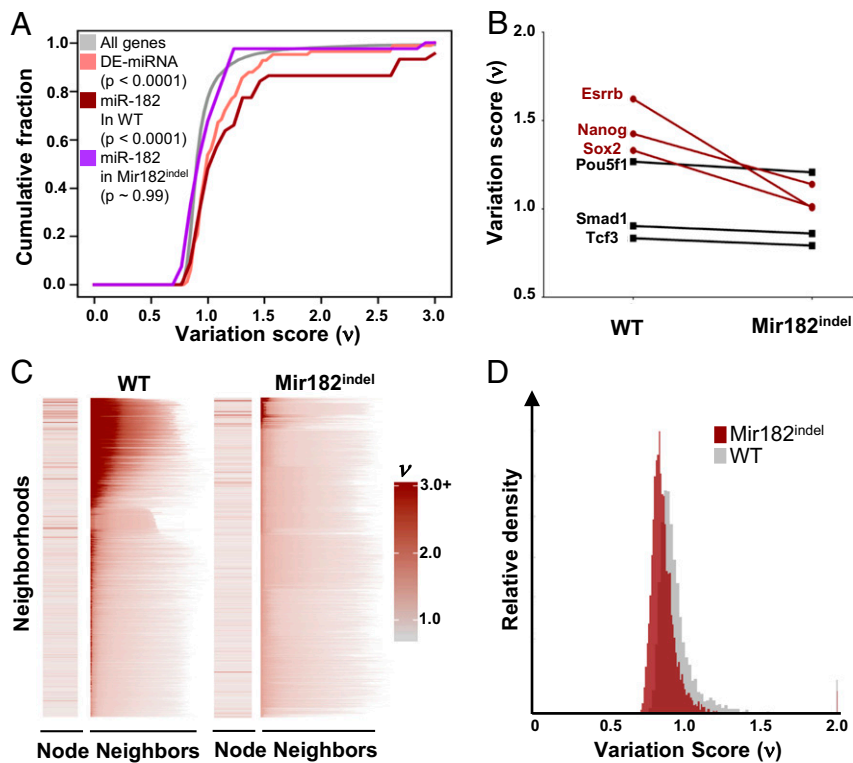 A
1.0
0.8
0.6
0.4
0.2
0.0
Cumulative fraction
All genes
DE-miRNA
(p < 0.0001)
miR-182
In WT
(p < 0.0001)
miR-182
in Mir182indel
(p ~ 0.99)
0.0 0.5 1.0 1.5 2.0 2.5 3.0
Variation score (ν)
B
2.0
1.5
1.0
0.5
Variation score (ν)
Esrrb
Nanog
Sox2
Pou5f1
Smad1
Tcf3
WT Mir182indel
C
WT Mir182indel
Neighborhoods
ν
3.0+
2.0
1.0
Node Neighbors Node Neighbors
D
Relative density
Mir182indel
WT
0 0.5 1.0 1.5 2.0
Variation Score (ν)